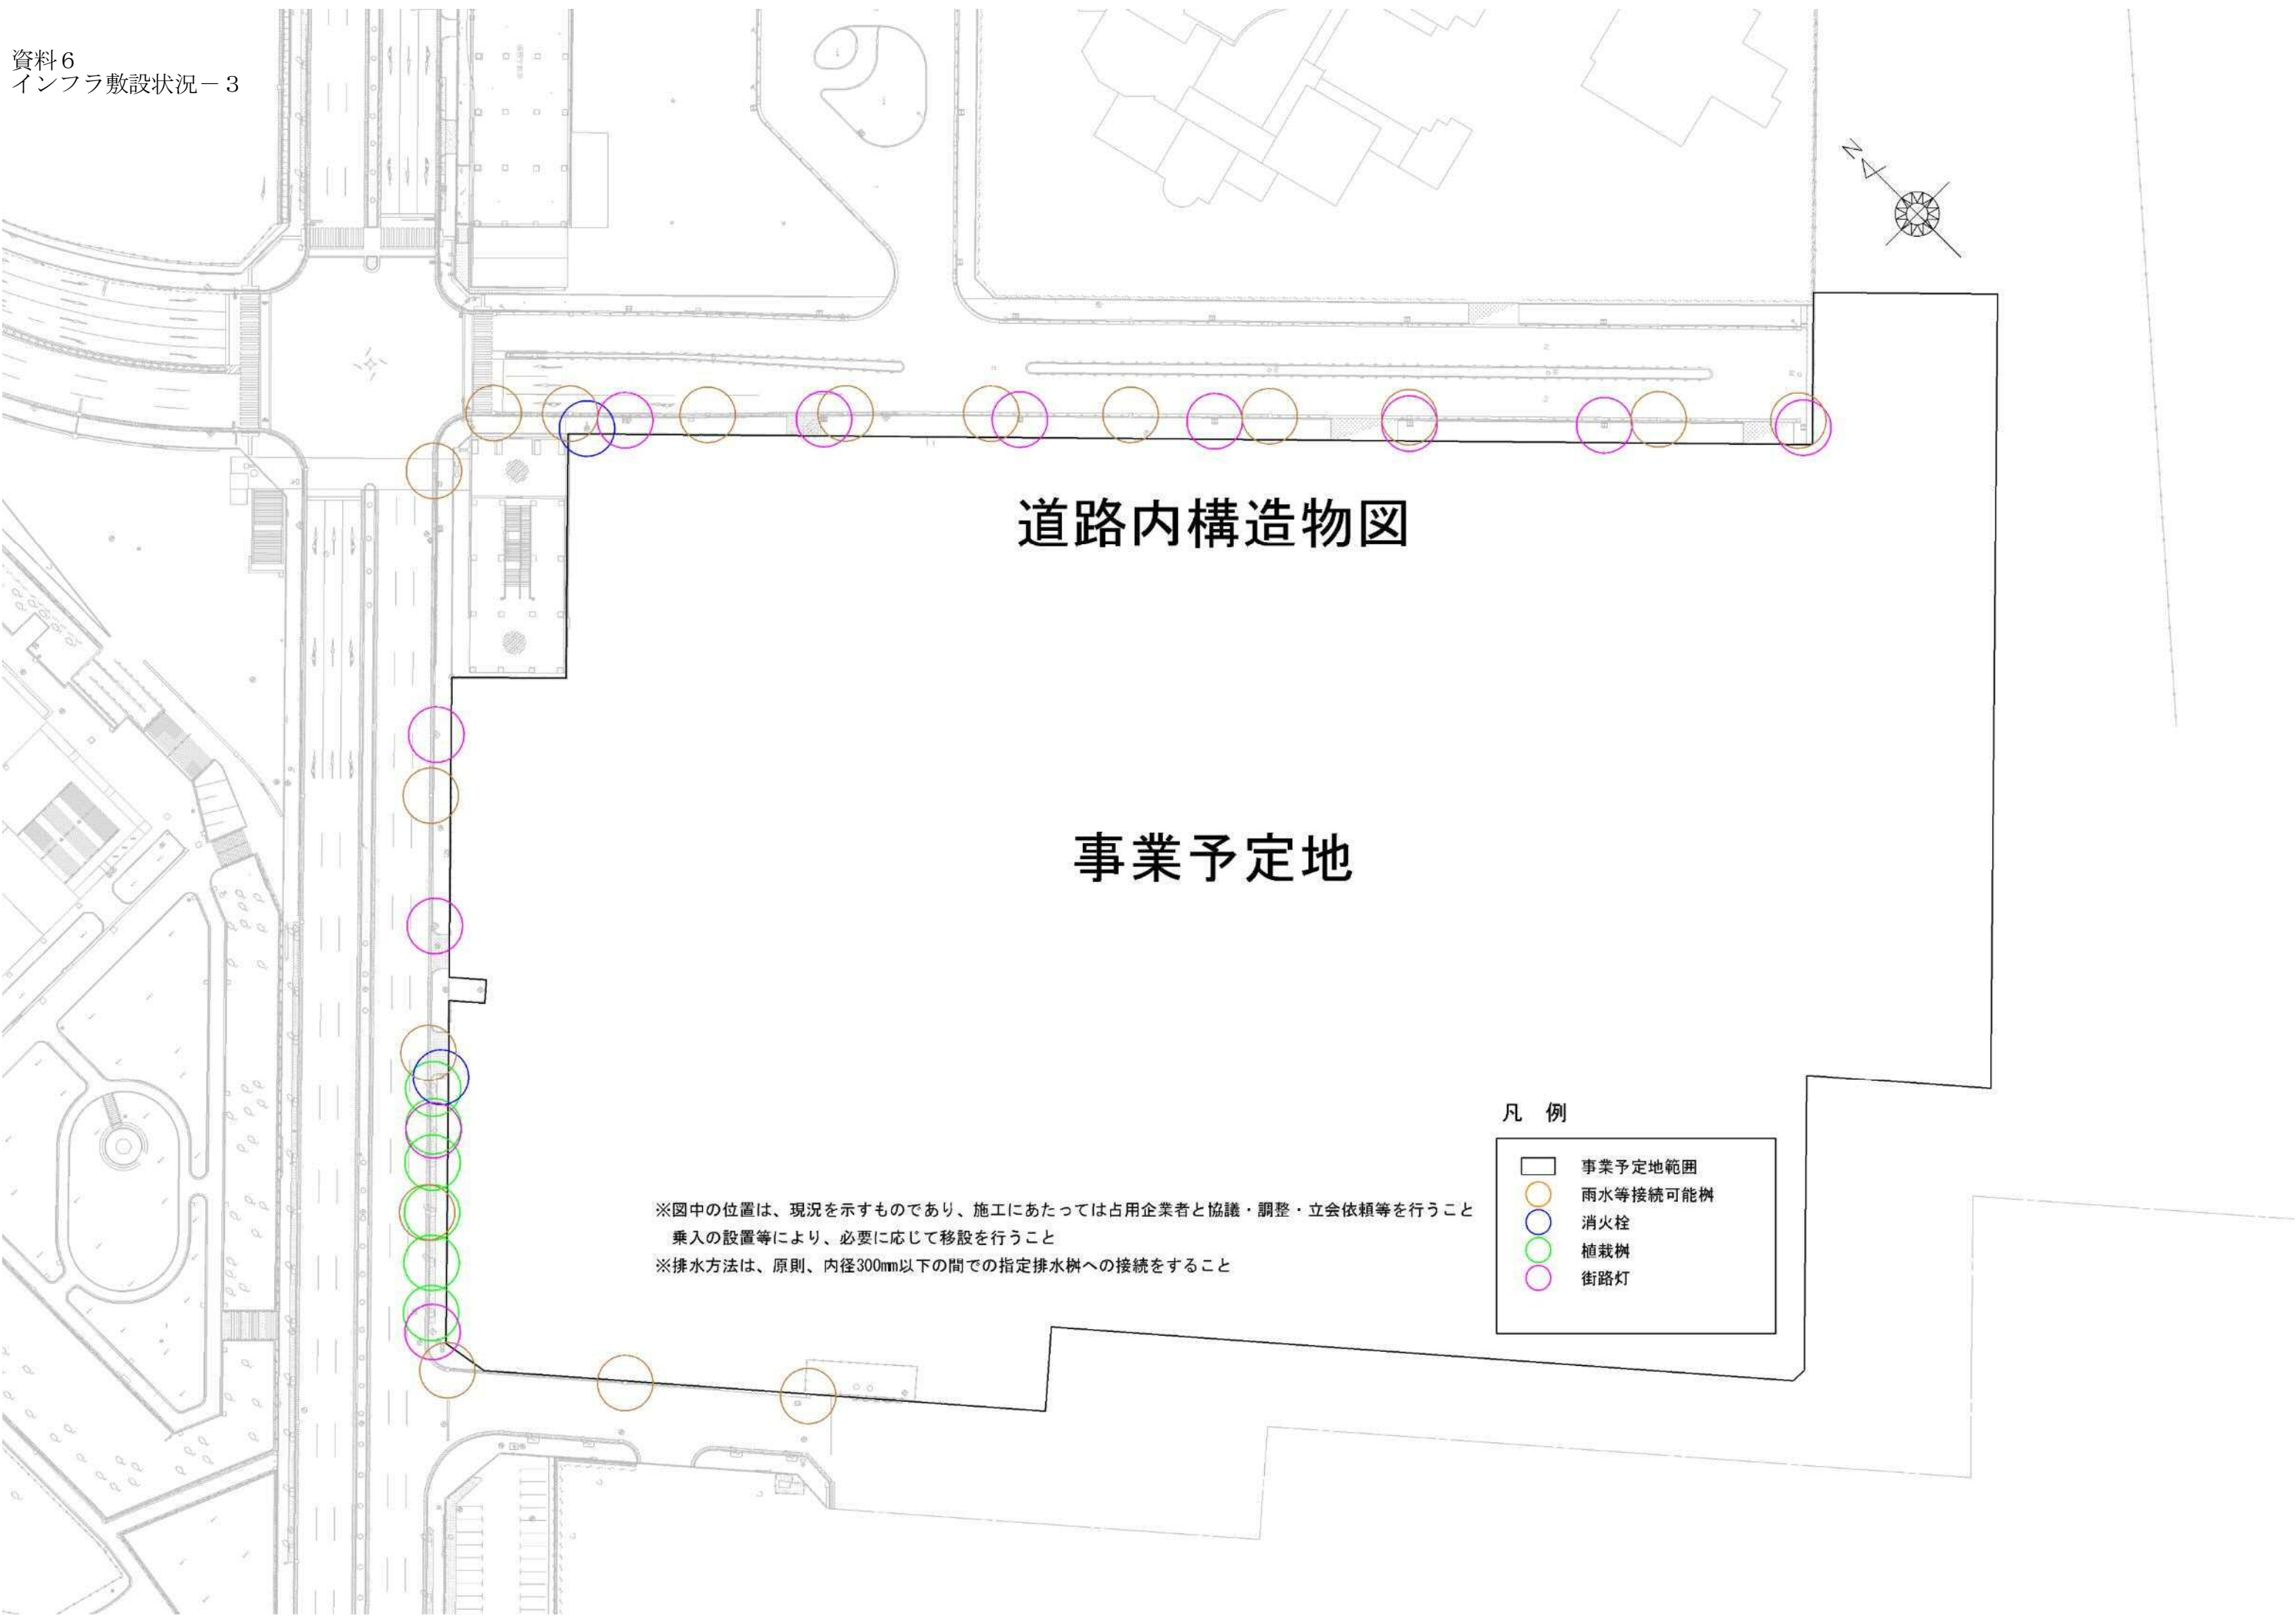 資料6
インフラ敷設状況－3
N
道路内構造物図
事業予定地
※図中の位置は、現況を示すものであり、施工にあたっては占用企業者と協議・調整・立会依頼等を行うこと
乗入の設置等により、必要に応じて移設を行うこと
※排水方法は、原則、内径300㎜以下の間での指定排水桝への接続をすること
凡 例
事業予定地範囲
雨水等接続可能桝
消火栓
植栽桝
街路灯